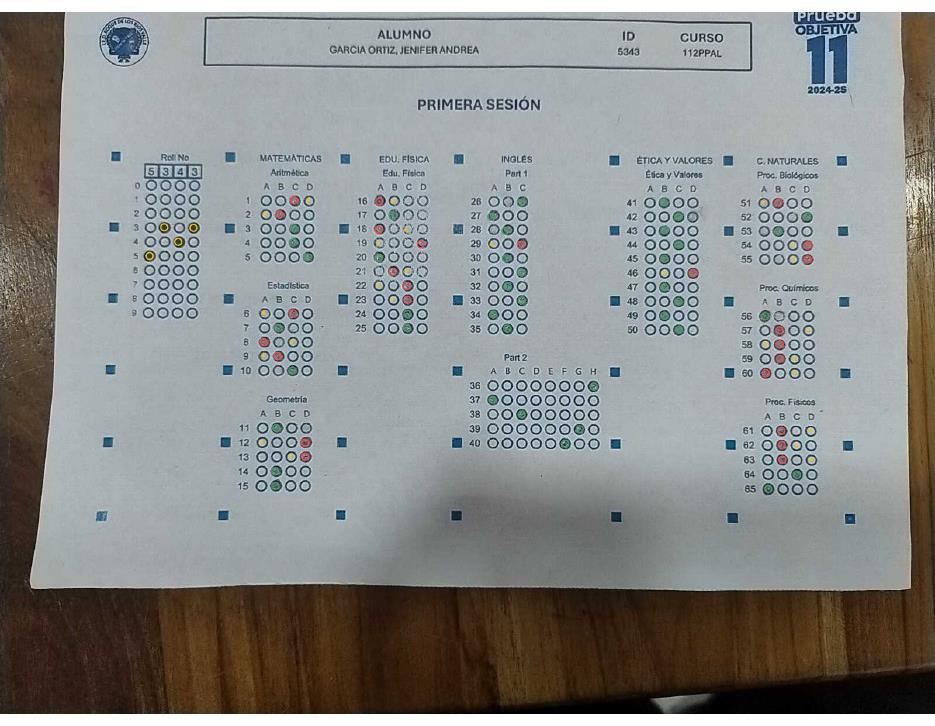 Prueba
OBJETIVA
11
2024-25
ALUMNO ID CURSO
GARCIA ORTIZ, JENIFER ANDREA 5343 112PPAL
PRIMERA SESIÓN
Roll No
5 3 4 3
0
1
2
3
4
5
6
7
8
9
MATEMÁTICAS
Aritmética
A B C D
1
2
3
4
5
Estadística
A B C D
6
7
8
9
10
Geometría
A B C D
11
12
13
14
15
EDU. FÍSICA
Edu. Física
A B C D
16
17
18
19
20
21
22
23
24
25
INGLÉS
Part 1
A B C
26
27
28
29
30
31
32
33
34
35
Part 2
A B C D E F G H
36
37
38
39
40
ÉTICA Y VALORES
Ética y Valores
A B C D
41
42
43
44
45
46
47
48
49
50
C. NATURALES
Proc. Biológicos
A B C D
51
52
53
54
55
Proc. Químicos
A B C D
56
57
58
59
60
Proc. Físicos
A B C D
61
62
63
64
65